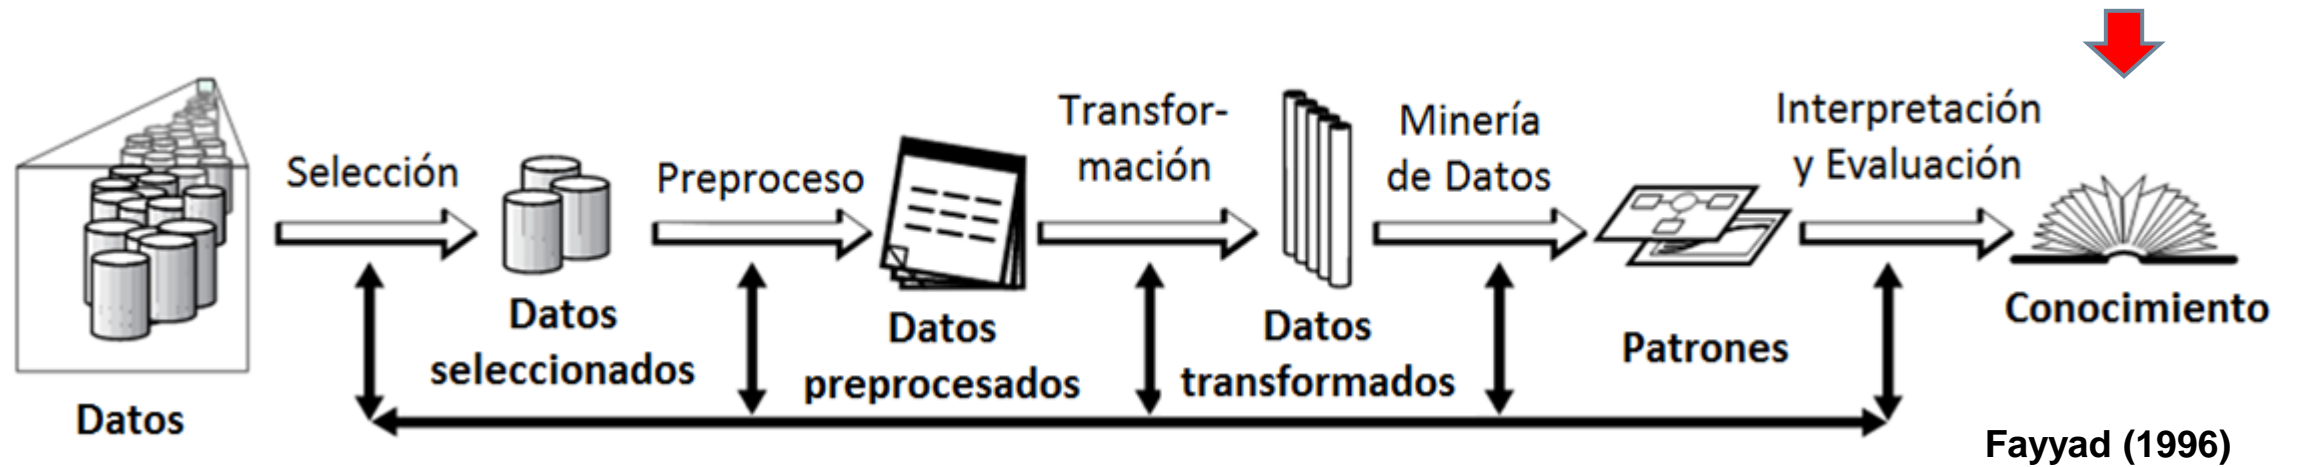 Selección
Preproceso
Transfor-
mación
Minería
de Datos
Interpretación
y Evaluación
Datos
Datos
seleccionados
Datos
preprocesados
Datos
transformados
Patrones
Conocimiento
Fayyad (1996)